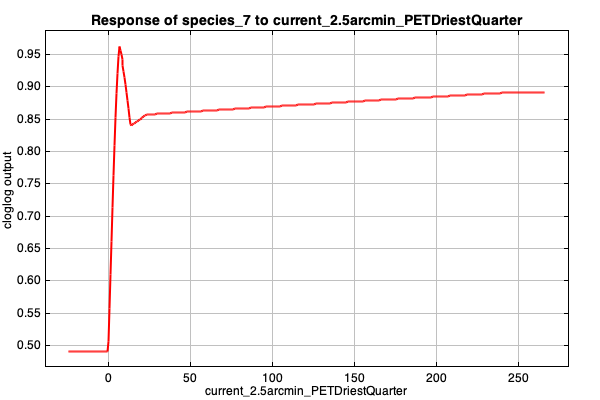 Response of species_7 to current_2.5arcmin_PETDriestQuarter
cloglog output
0.95
0.90
0.85
0.80
0.75
0.70
0.65
0.60
0.55
0.50
0 50 100 150 200 250
current_2.5arcmin_PETDriestQuarter